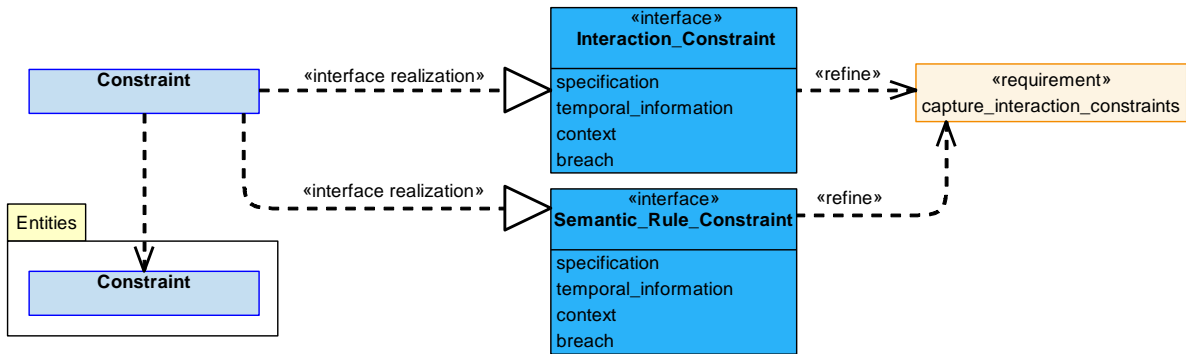 «interface»
Interaction_Constraint
Constraint
«interface realization»
specification
temporal_information
context
breach
«refine»
«requirement»
capture_interaction_constraints
«interface realization»
«interface»
Semantic_Rule_Constraint
«refine»
specification
temporal_information
context
breach
Entities
Constraint